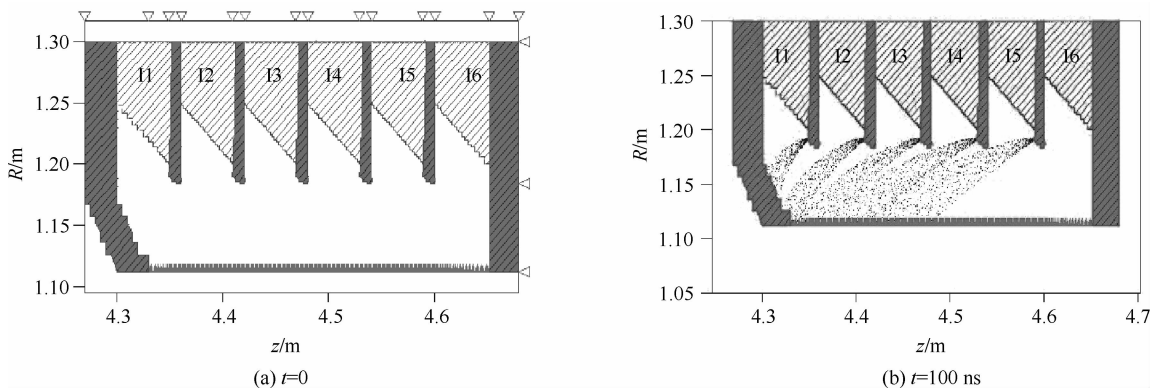 1.30
1.25
1.20
1.15
1.10
R/m
I1 I2 I3 I4 I5 I6
4.3 4.4 4.5 4.6
z/m
(a) t=0
1.30
1.25
1.20
1.15
1.10
1.05
R/m
I1 I2 I3 I4 I5 I6
4.3 4.4 4.5 4.6 4.7
z/m
(b) t=100 ns